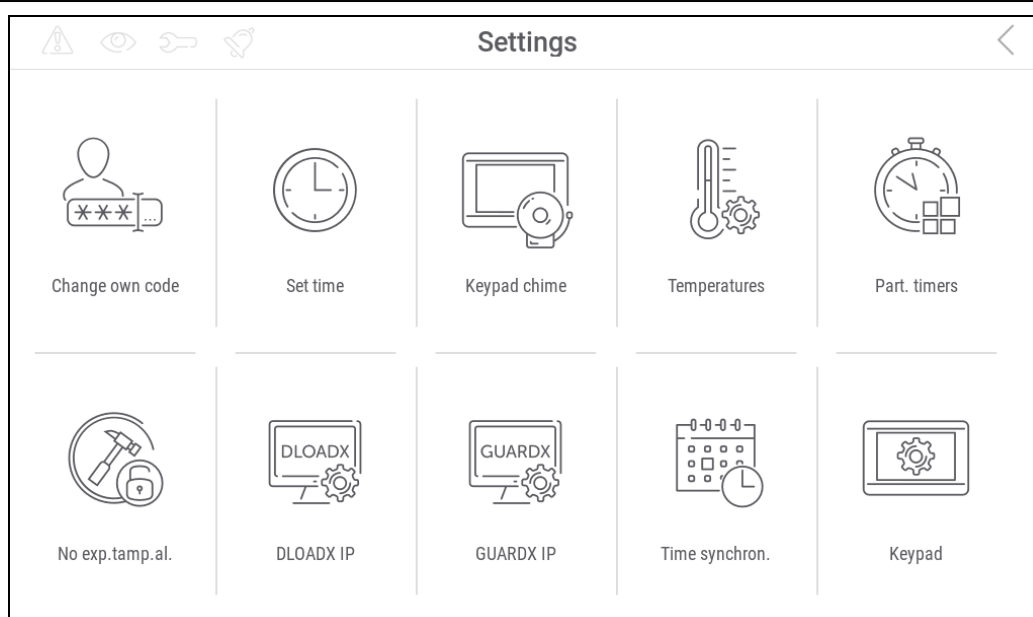 Settings
***...
Change own code
Set time
Keypad chime
Temperatures
Part. timers
DLOADX
GUARDX
No exp.tamp.al.
DLOADX IP
GUARDX IP
Time synchron.
Keypad